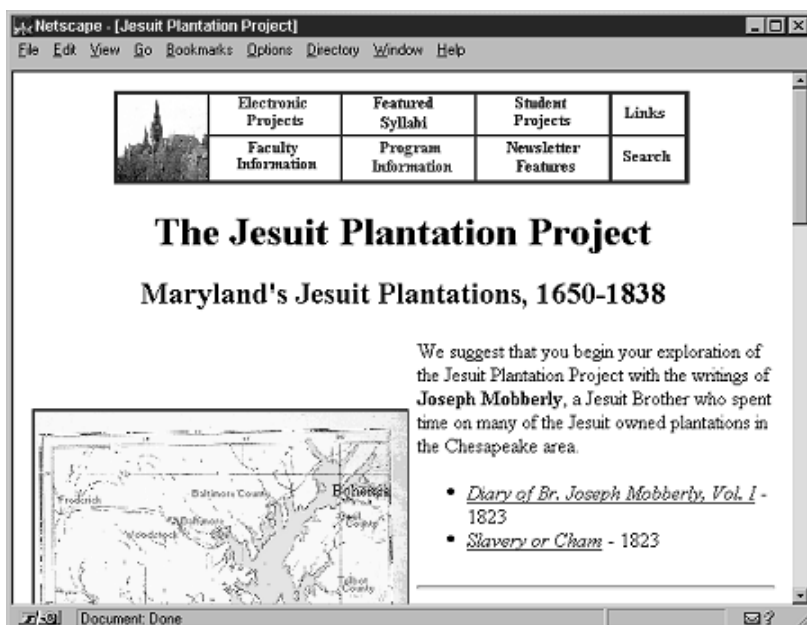 Netscape - [Jesuit Plantation Project]
File Edit View Go Bookmarks Options Directory Window Help
Electronic Projects Featured Syllabi Student Projects Links
Faculty Information Program Information Newsletter Features Search
The Jesuit Plantation Project
Maryland's Jesuit Plantations, 1650-1838
We suggest that you begin your exploration of
the Jesuit Plantation Project with the writings of
Joseph Mobberly, a Jesuit Brother who spent
time on many of the Jesuit owned plantations in
the Chesapeake area.
• Diary of Br. Joseph Mobberly, Vol. I -
1823
• Slavery or Cham - 1823
Frederick
Baltimore County
Bohemia
County
Woodstock
Baltimore
Talbot
County
Document: Done